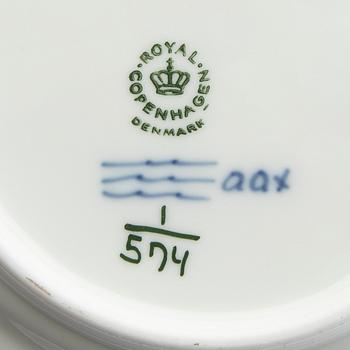 ROYAL
COPENHAGEN
DENMARK
aax
1
574